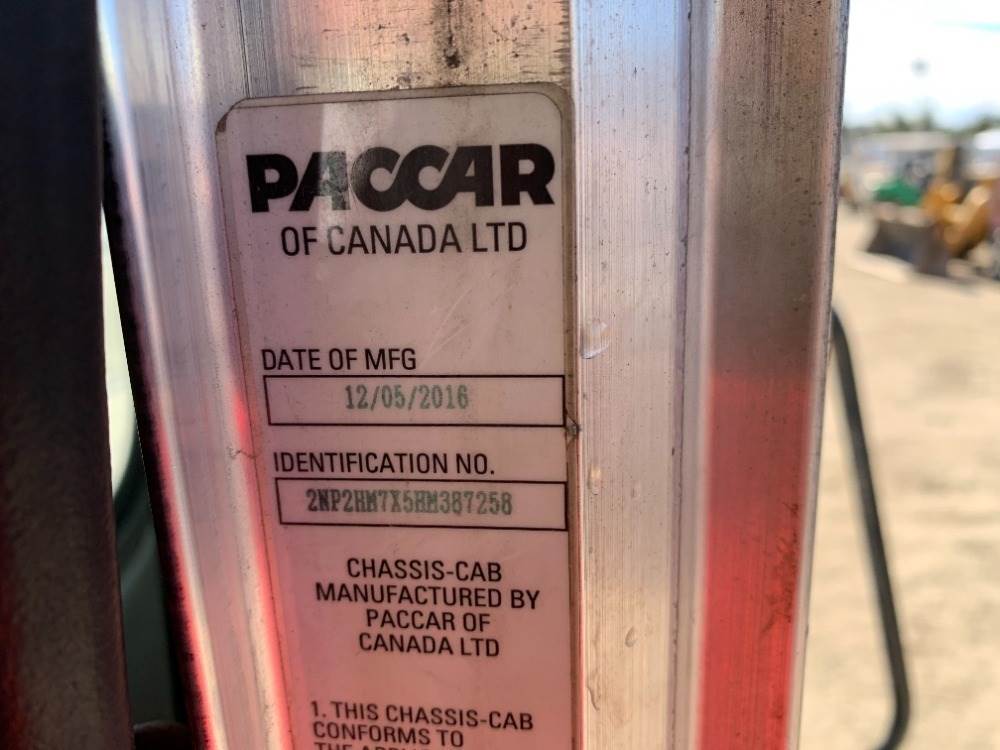 PACCAR
OF CANADA LTD
DATE OF MFG
12/05/2016
IDENTIFICATION NO.
2NP2HM7X5HM387258
CHASSIS-CAB
MANUFACTURED BY
PACCAR OF
CANADA LTD
1. THIS CHASSIS-CAB
CONFORMS TO
THE